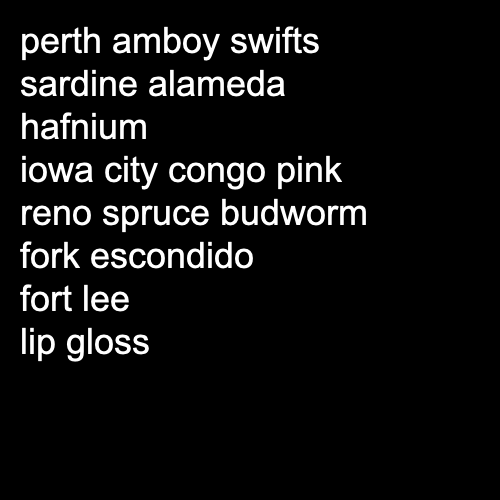 perth amboy swifts
sardine alameda
hafnium
iowa city congo pink
reno spruce budworm
fork escondido
fort lee
lip gloss